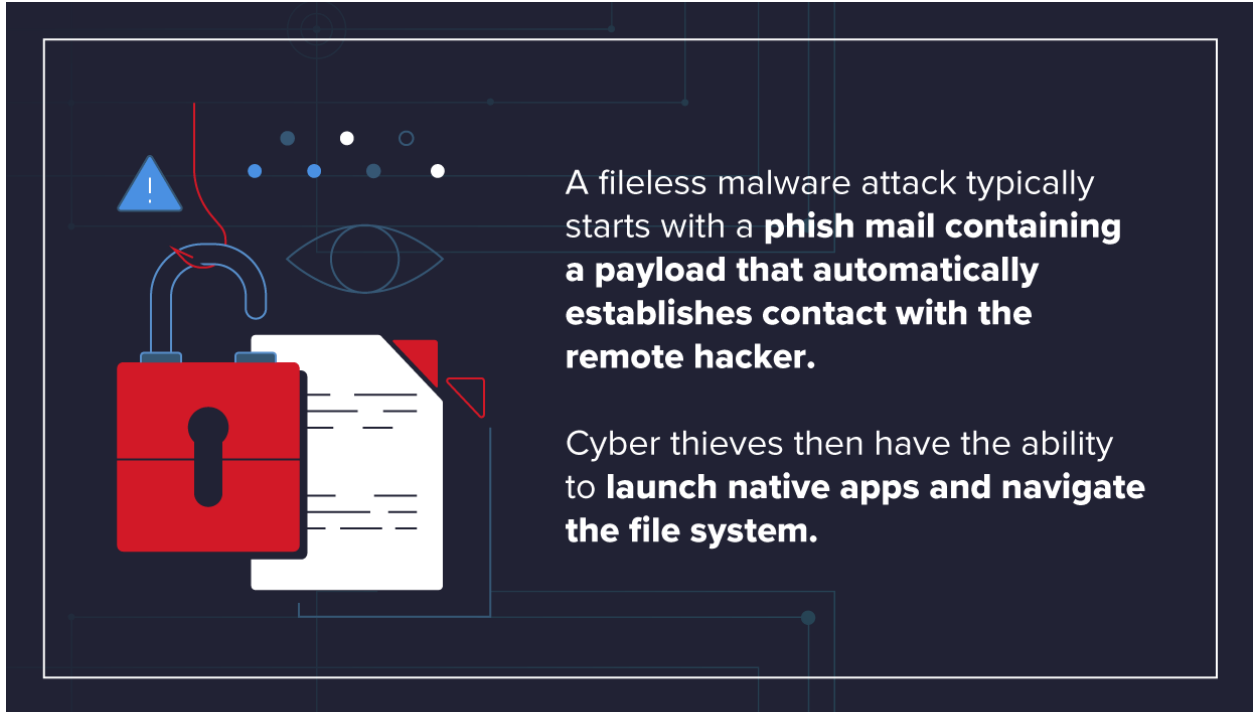 A fileless malware attack typically
starts with a phish mail containing
a payload that automatically
establishes contact with the
remote hacker.
Cyber thieves then have the ability
to launch native apps and navigate
the file system.